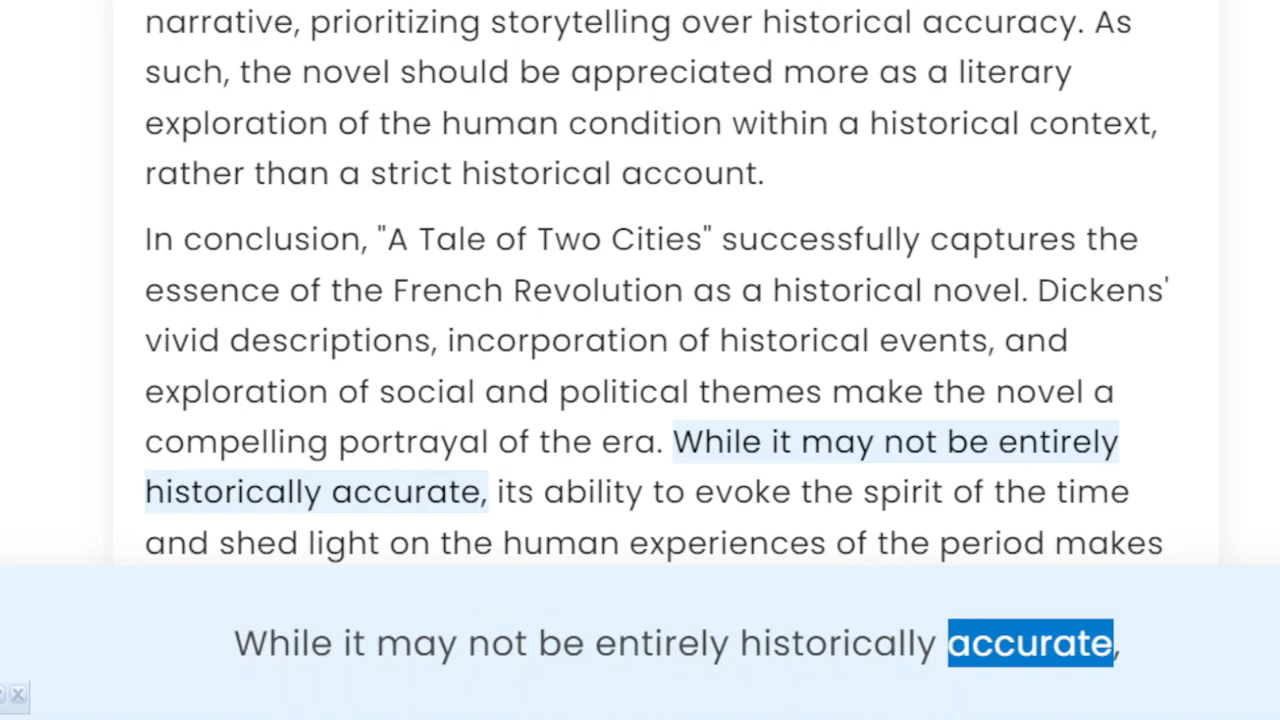 narrative, prioritizing storytelling over historical accuracy. As
such, the novel should be appreciated more as a literary
exploration of the human condition within a historical context,
rather than a strict historical account.
In conclusion, "A Tale of Two Cities" successfully captures the
essence of the French Revolution as a historical novel. Dickens'
vivid descriptions, incorporation of historical events, and
exploration of social and political themes make the novel a
compelling portrayal of the era. While it may not be entirely
historically accurate, its ability to evoke the spirit of the time
and shed light on the human experiences of the period makes
While it may not be entirely historically accurate,